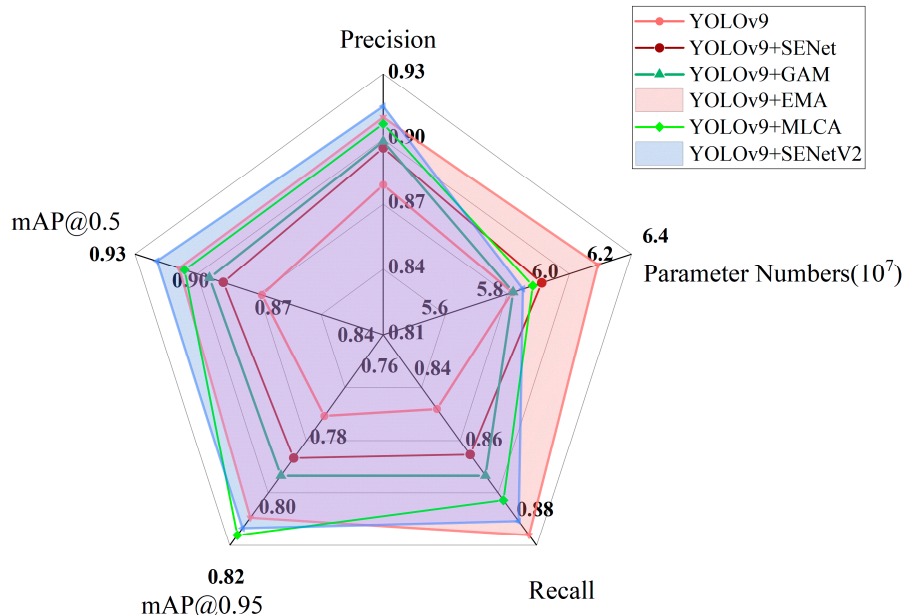 YOLOv9
YOLOv9+SENet
YOLOv9+GAM
YOLOv9+EMA
YOLOv9+MLCA
YOLOv9+SENetV2
Precision
0.93
0.90
0.87
0.84
0.81
mAP@0.5
0.93
0.90
0.87
0.84
6.4
6.2
6.0
5.8
5.6
Parameter Numbers(10⁷)
0.76
0.78
0.80
0.82
mAP@0.95
0.84
0.86
0.88
Recall